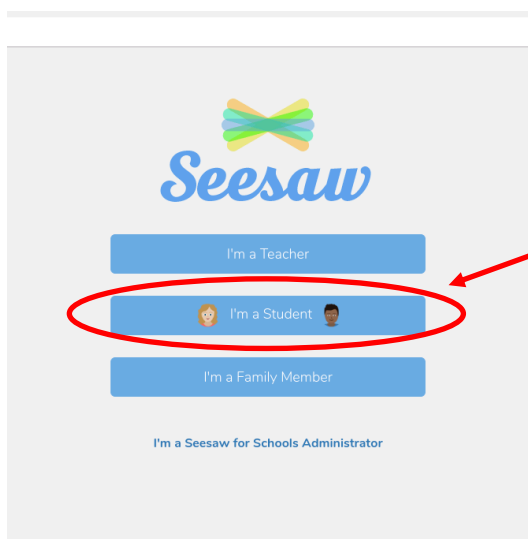 Seesaw
I'm a Teacher
I'm a Student
I'm a Family Member
I'm a Seesaw for Schools Administrator